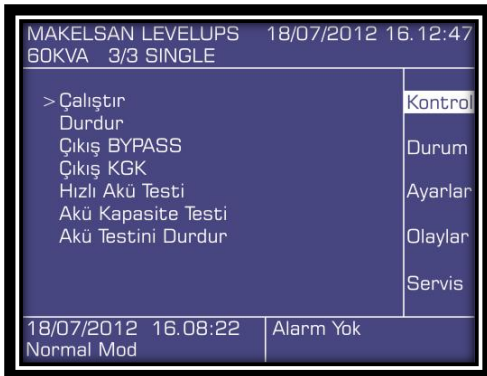 MAKELSAN LEVELUPS 18/07/2012 16.12:47
60KVA 3/3 SINGLE
>Çalıştır
Durdur
Çıkış BYPASS
Çıkış KGK
Hızlı Akü Testi
Akü Kapasite Testi
Akü Testini Durdur
Kontrol
Durum
Ayarlar
Olaylar
Servis
18/07/2012 16.08:22
Normal Mod
Alarm Yok